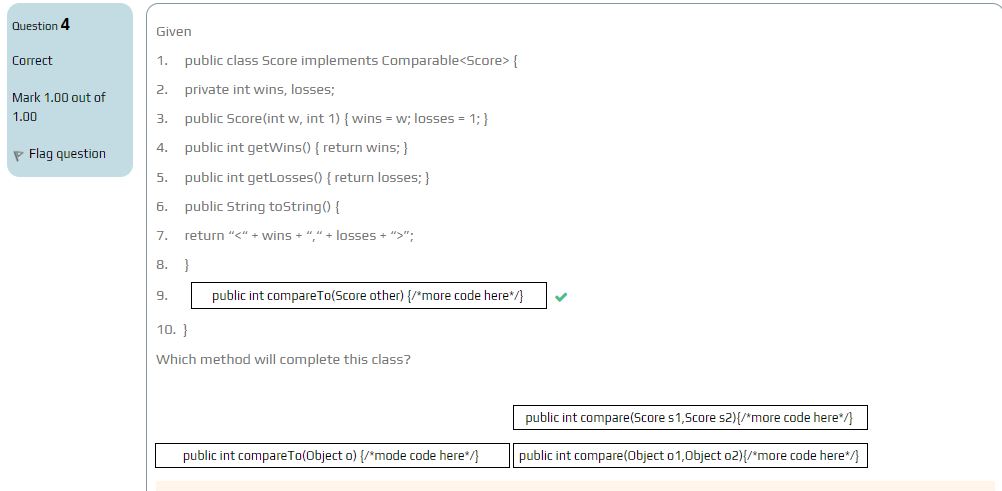 Question 4
Correct
Mark 1.00 out of
1.00
Flag question
Given
1. public class Score implements Comparable<Score> {
2. private int wins, losses;
3. public Score(int w, int 1) { wins = w; losses = 1; }
4. public int getWins() { return wins; }
5. public int getLosses() { return losses; }
6. public String toString() {
7. return “<“ + wins + “,“ + losses + “>”;
8. }
9. public int compareTo(Score other) {/*more code here*/}
10. }
Which method will complete this class?
public int compare(Score s1,Score s2){/*more code here*/}
public int compareTo(Object o) {/*mode code here*/} public int compare(Object o1,Object o2){/*more code here*/}